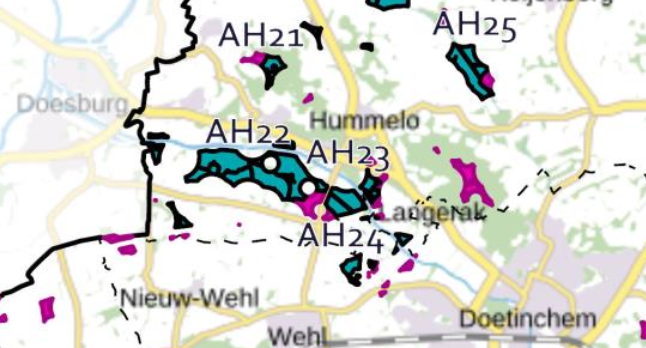 AH21
AH25
Doesburg
AH22
Hummelo
AH23
Langerak
AH24
Nieuw-Wehl
Doetinchem
Wehl